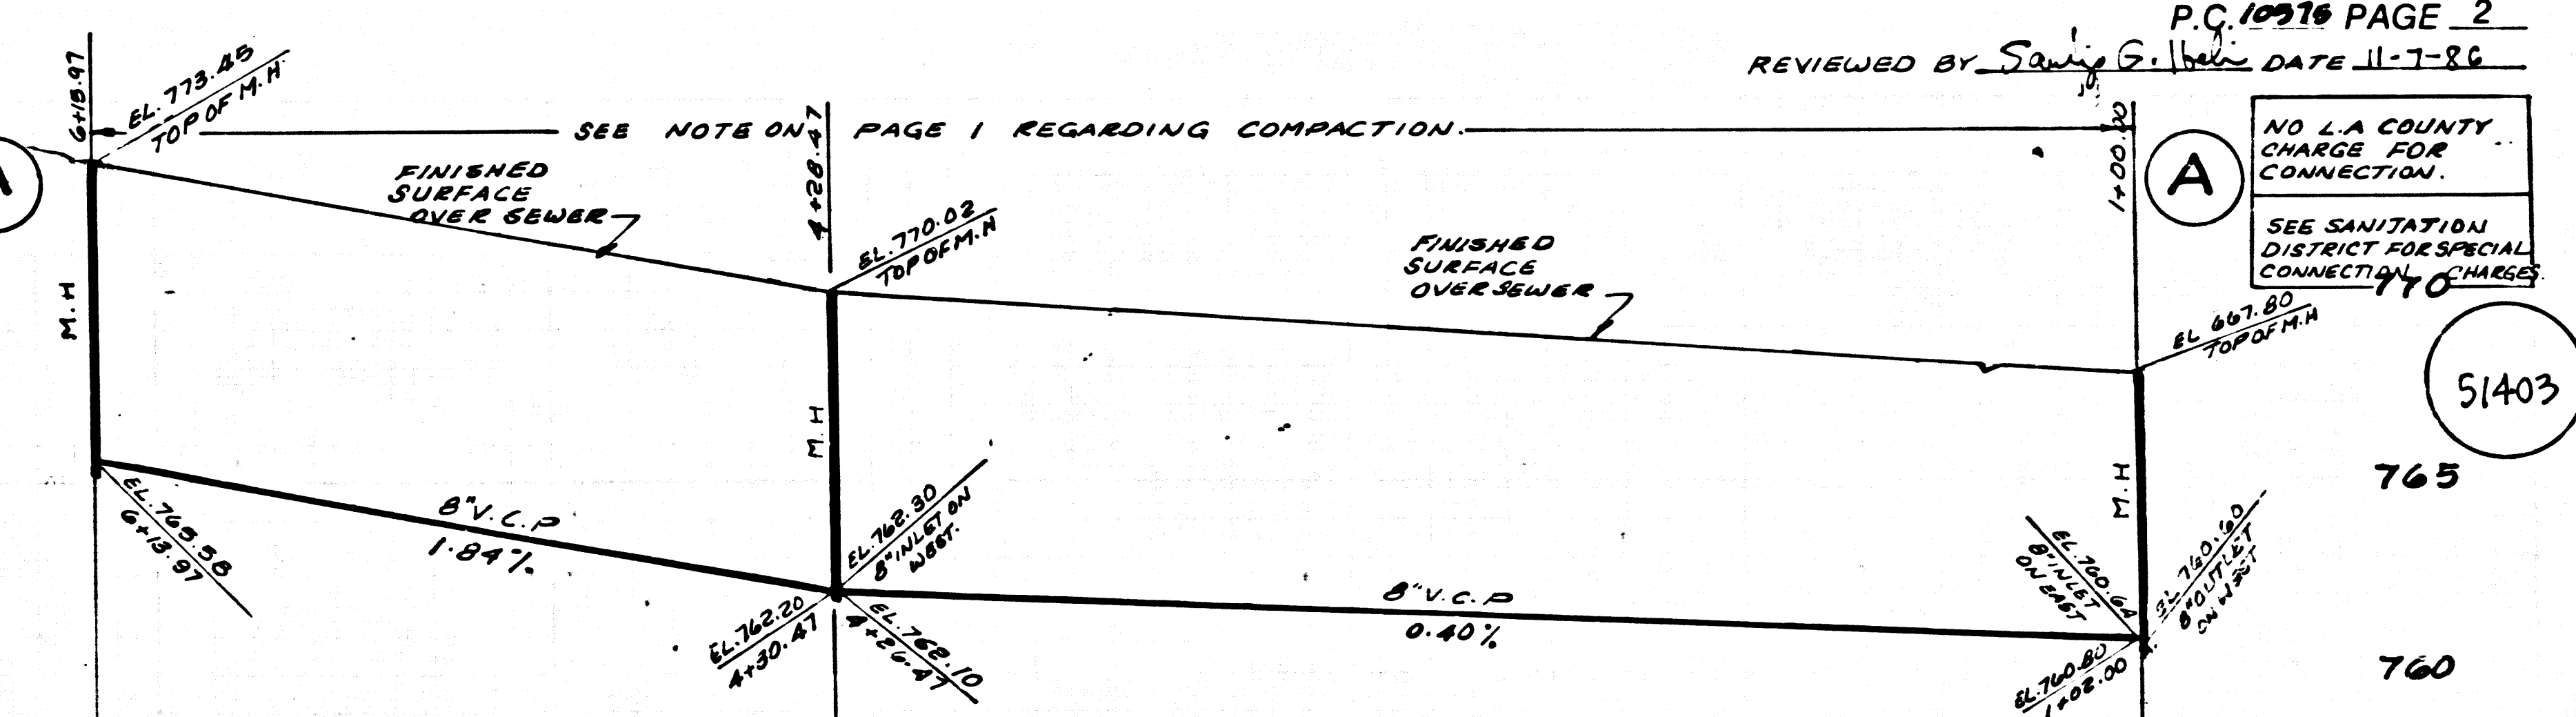 P.C. 10375 PAGE 2
REVIEWED BY DATE 11-7-86
6+18.97
EL. 773.45
TOP OF M.H.
SEE NOTE ON PAGE 1 REGARDING COMPACTION.
4+28.47
1+00.00
A
NO L.A COUNTY
CHARGE FOR
CONNECTION.
SEE SANITATION
DISTRICT FOR SPECIAL
CONNECTION CHARGES.
FINISHED
SURFACE
OVER SEWER
EL. 770.02
TOP OF M.H
FINISHED
SURFACE
OVER SEWER
770
EL 667.80
TOP OF M.H
51403
M.H
M.H
M.H
765
EL. 765.58
6+13.97
8" V.C.P
1.84%
EL. 762.30
8" INLET ON
WEST.
EL. 762.20
4+30.47
EL. 762.10
4+26.47
8" V.C.P
0.40%
EL. 760.64
8" INLET
ON EAST
EL 760.60
8" OUTLET
ON WEST
EL. 760.80
1+02.00
760